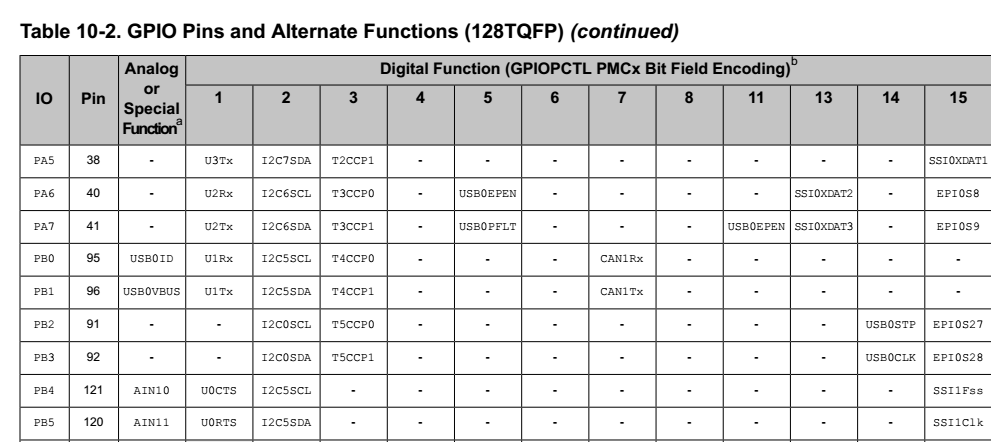 Table 10-2. GPIO Pins and Alternate Functions (128TQFP) (continued)
IO Pin Analog or Special Function^a Digital Function (GPIOPCTL PMCx Bit Field Encoding)^b
1 2 3 4 5 6 7 8 11 13 14 15
PA5 38 - U3Tx I2C7SDA T2CCP1 - - - - - - - - SSI0XDAT1
PA6 40 - U2Rx I2C6SCL T3CCP0 - USB0EPEN - - - - SSI0XDAT2 - EPI0S8
PA7 41 - U2Tx I2C6SDA T3CCP1 - USB0PFLT - - - USB0EPEN SSI0XDAT3 - EPI0S9
PB0 95 USB0ID U1Rx I2C5SCL T4CCP0 - - - CAN1Rx - - - - -
PB1 96 USB0VBUS U1Tx I2C5SDA T4CCP1 - - - CAN1Tx - - - - -
PB2 91 - - I2C0SCL T5CCP0 - - - - - - - USB0STP EPI0S27
PB3 92 - - I2C0SDA T5CCP1 - - - - - - - USB0CLK EPI0S28
PB4 121 AIN10 U0CTS I2C5SCL - - - - - - - - - SSI1Fss
PB5 120 AIN11 U0RTS I2C5SDA - - - - - - - - - SSI1Clk